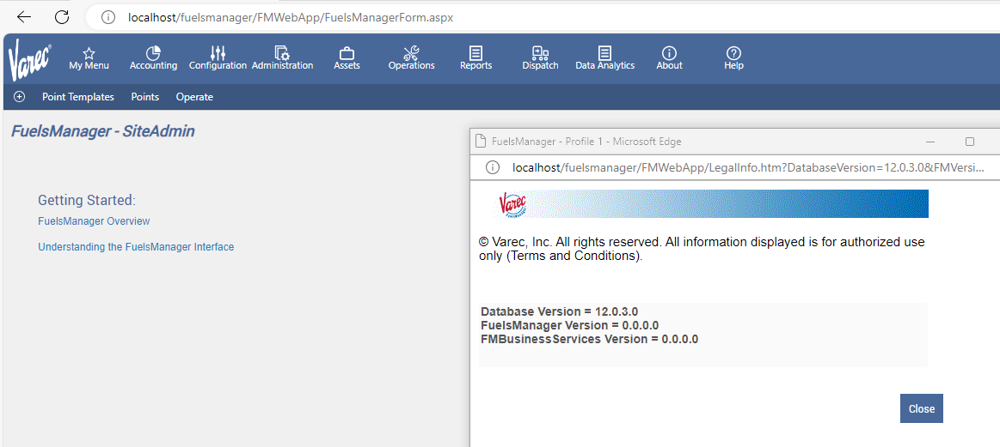 localhost/fuelsmanager/FMWebApp/FuelsManagerForm.aspx
Varec®
My Menu
Accounting
Configuration
Administration
Assets
Operations
Reports
Dispatch
Data Analytics
About
Help
Point Templates
Points
Operate
FuelsManager - SiteAdmin
Getting Started:
FuelsManager Overview
Understanding the FuelsManager Interface
FuelsManager - Profile 1 - Microsoft Edge
localhost/fuelsmanager/FMWebApp/LegalInfo.htm?DatabaseVersion=12.0.3.0&FMVersi...
Varec
© Varec, Inc. All rights reserved. All information displayed is for authorized use
only (Terms and Conditions).
Database Version = 12.0.3.0
FuelsManager Version = 0.0.0.0
FMBusinessServices Version = 0.0.0.0
Close